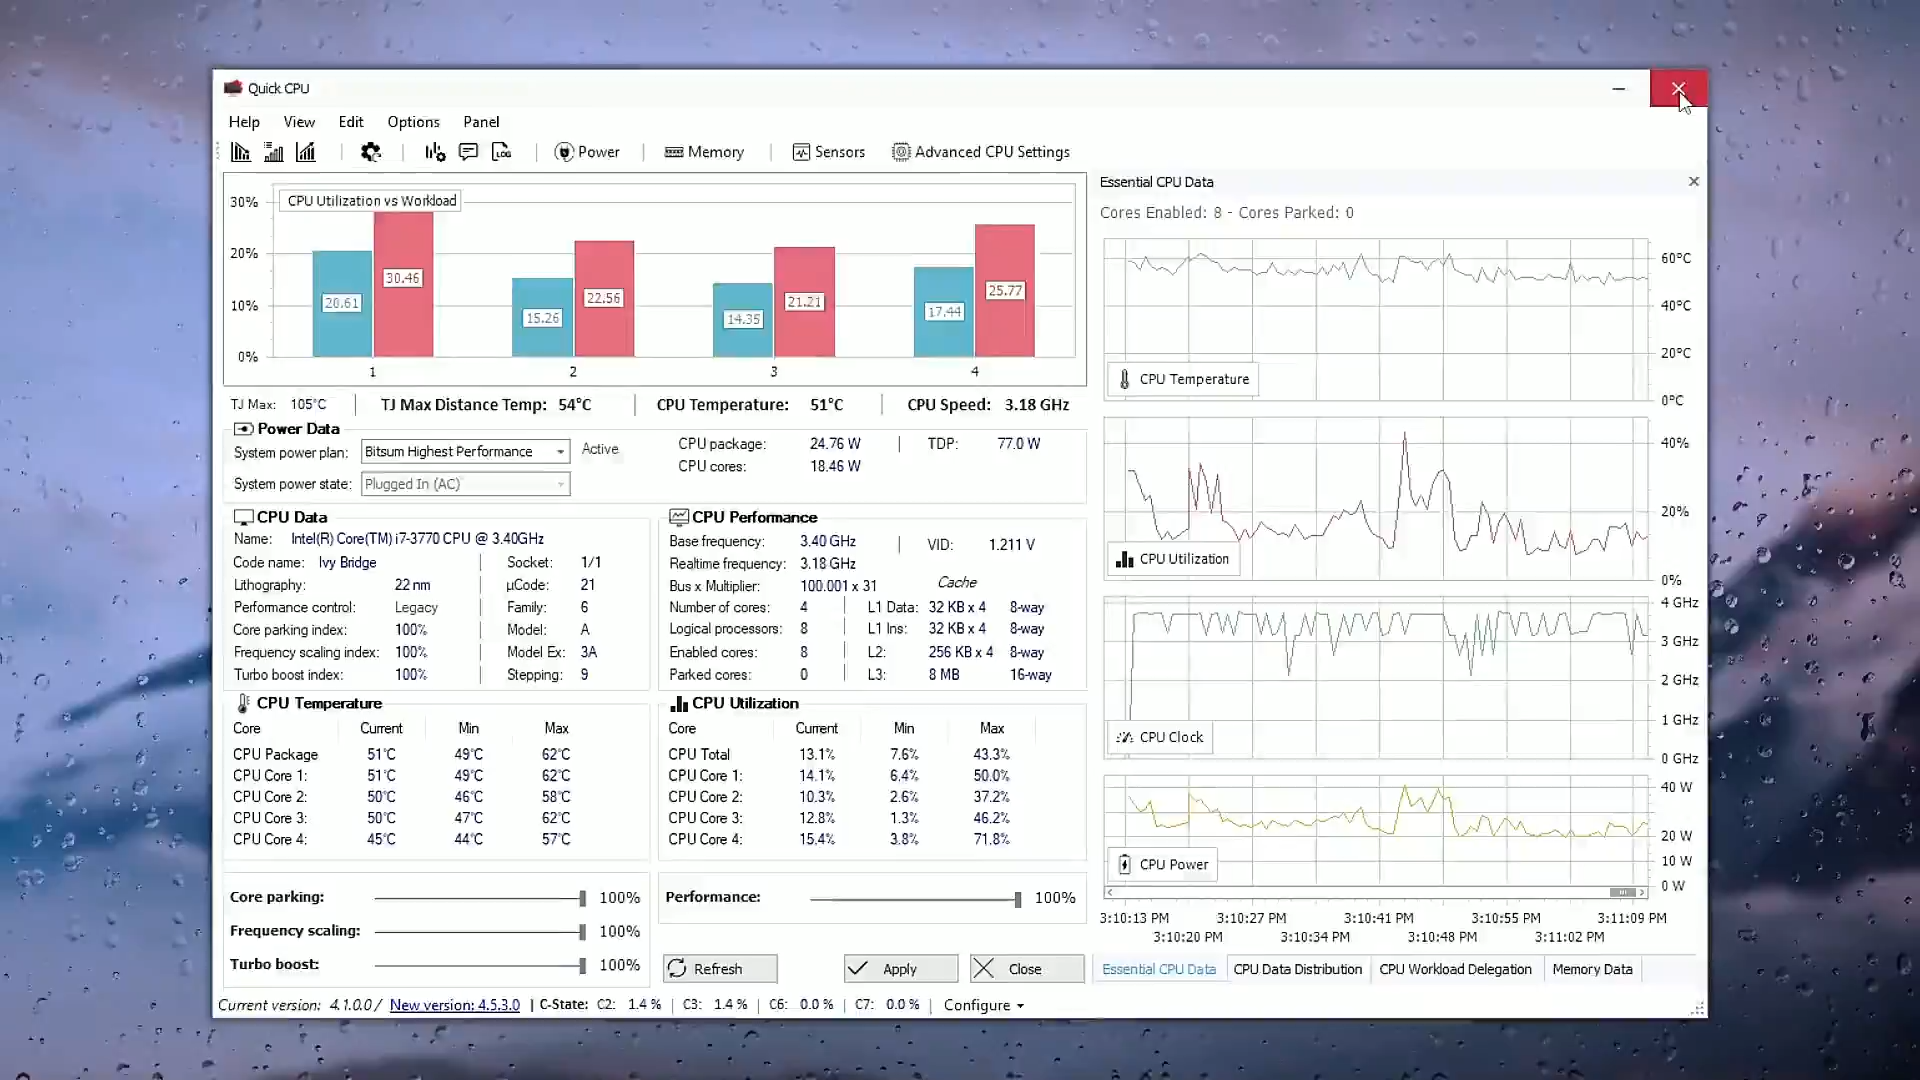 Quick CPU
Help View Edit Options Panel
LOG Power Memory Sensors Advanced CPU Settings
CPU Utilization vs Workload
30%
20%
10%
0%
20.61 30.46 15.26 22.56 14.35 21.21 17.44 25.77
1 2 3 4
TJ Max: 105°C TJ Max Distance Temp: 54°C CPU Temperature: 51°C CPU Speed: 3.18 GHz
Power Data
System power plan: Bitsum Highest Performance Active
System power state: Plugged In (AC)
CPU package: 24.76 W TDP: 77.0 W
CPU cores: 18.46 W
CPU Data
Name: Intel(R) Core(TM) i7-3770 CPU @ 3.40GHz
Code name: Ivy Bridge Socket: 1/1
Lithography: 22 nm µCode: 21
Performance control: Legacy Family: 6
Core parking index: 100% Model: A
Frequency scaling index: 100% Model Ex: 3A
Turbo boost index: 100% Stepping: 9
CPU Performance
Base frequency: 3.40 GHz VID: 1.211 V
Realtime frequency: 3.18 GHz
Bus x Multiplier: 100.001 x 31 Cache
Number of cores: 4 L1 Data: 32 KB x 4 8-way
Logical processors: 8 L1 Ins: 32 KB x 4 8-way
Enabled cores: 8 L2: 256 KB x 4 8-way
Parked cores: 0 L3: 8 MB 16-way
CPU Temperature
Core Current Min Max
CPU Package 51°C 49°C 62°C
CPU Core 1: 51°C 49°C 62°C
CPU Core 2: 50°C 46°C 58°C
CPU Core 3: 50°C 47°C 62°C
CPU Core 4: 45°C 44°C 57°C
CPU Utilization
Core Current Min Max
CPU Total 13.1% 7.6% 43.3%
CPU Core 1: 14.1% 6.4% 50.0%
CPU Core 2: 10.3% 2.6% 37.2%
CPU Core 3: 12.8% 1.3% 46.2%
CPU Core 4: 15.4% 3.8% 71.8%
Core parking: 100%
Frequency scaling: 100%
Turbo boost: 100%
Performance: 100%
Refresh Apply Close
Current version: 4.1.0.0/ New version: 4.5.3.0 | C-State: C2: 1.4 % | C3: 1.4 % | C6: 0.0 % | C7: 0.0 % | Configure
Essential CPU Data
Cores Enabled: 8 - Cores Parked: 0
60°C
40°C
20°C
0°C
CPU Temperature
40%
20%
0%
CPU Utilization
4 GHz
3 GHz
2 GHz
1 GHz
0 GHz
CPU Clock
40 W
20 W
10 W
0 W
CPU Power
3:10:13 PM 3:10:27 PM 3:10:41 PM 3:10:55 PM 3:11:09 PM
3:10:20 PM 3:10:34 PM 3:10:48 PM 3:11:02 PM
Essential CPU Data CPU Data Distribution CPU Workload Delegation Memory Data